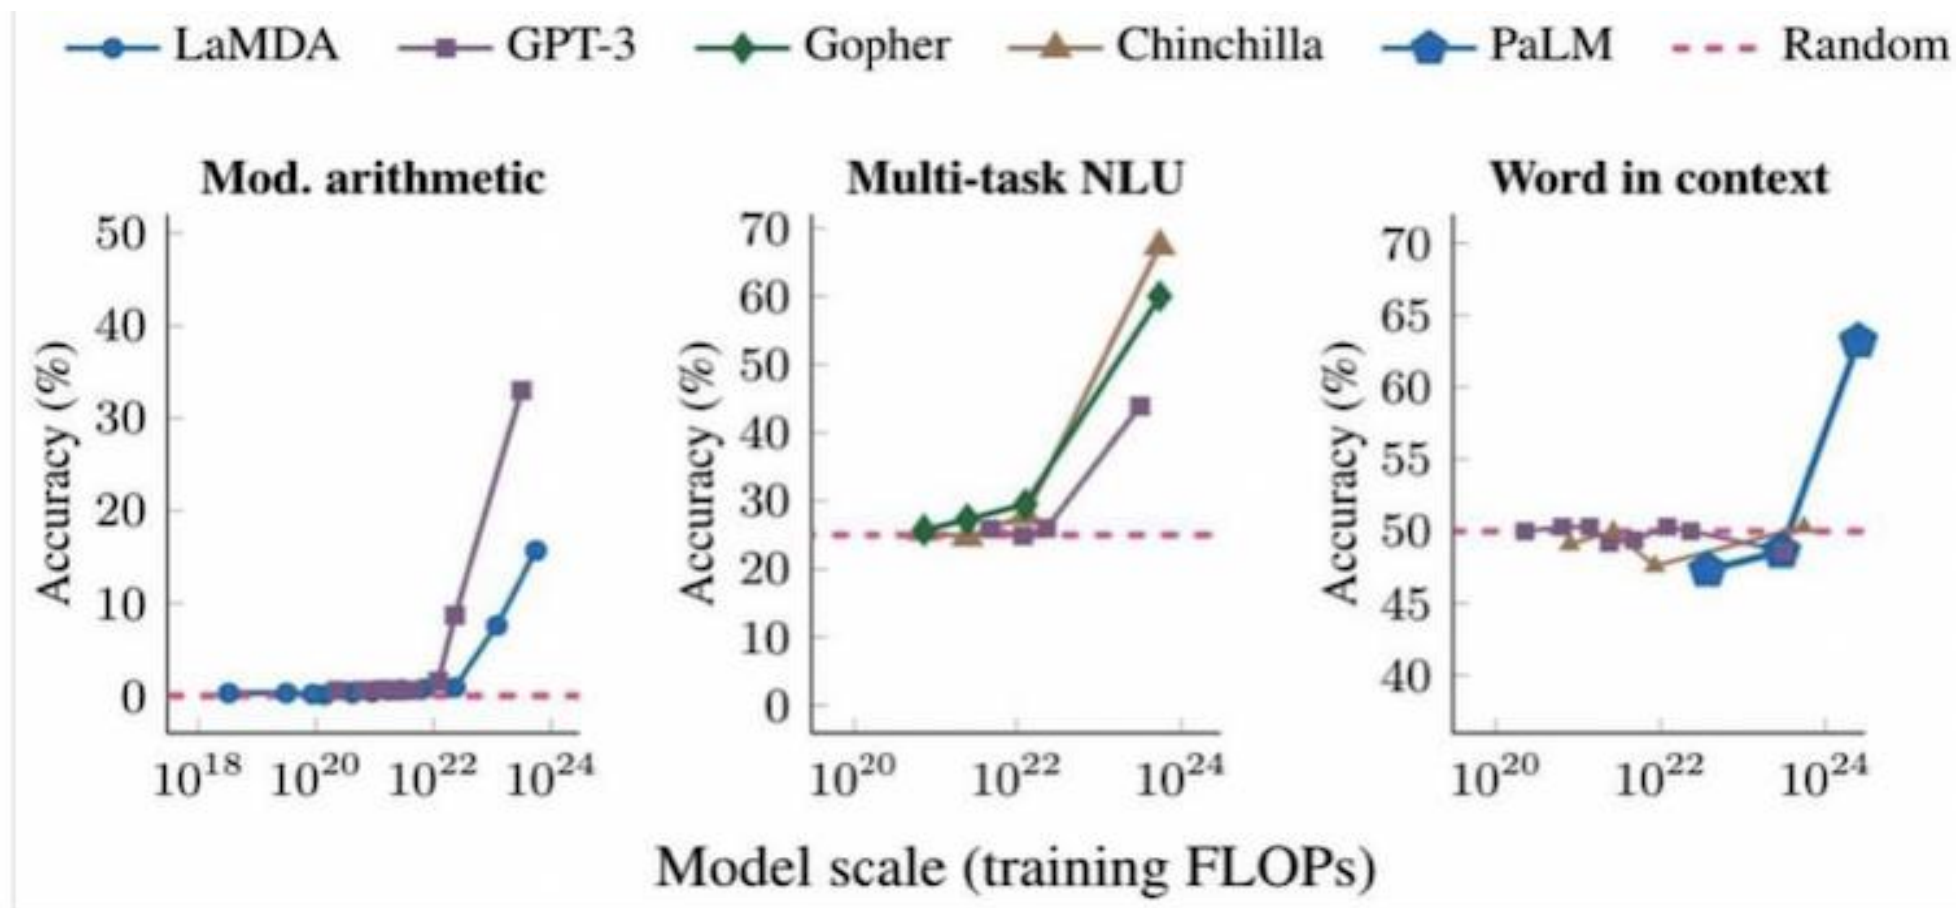 LaMDA GPT-3 Gopher Chinchilla PaLM Random
Mod. arithmetic
50
40
30
20
10
0
Accuracy (%)
10^18 10^20 10^22 10^24
Multi-task NLU
70
60
50
40
30
20
10
0
Accuracy (%)
10^20 10^22 10^24
Word in context
70
65
60
55
50
45
40
Accuracy (%)
10^20 10^22 10^24
Model scale (training FLOPs)